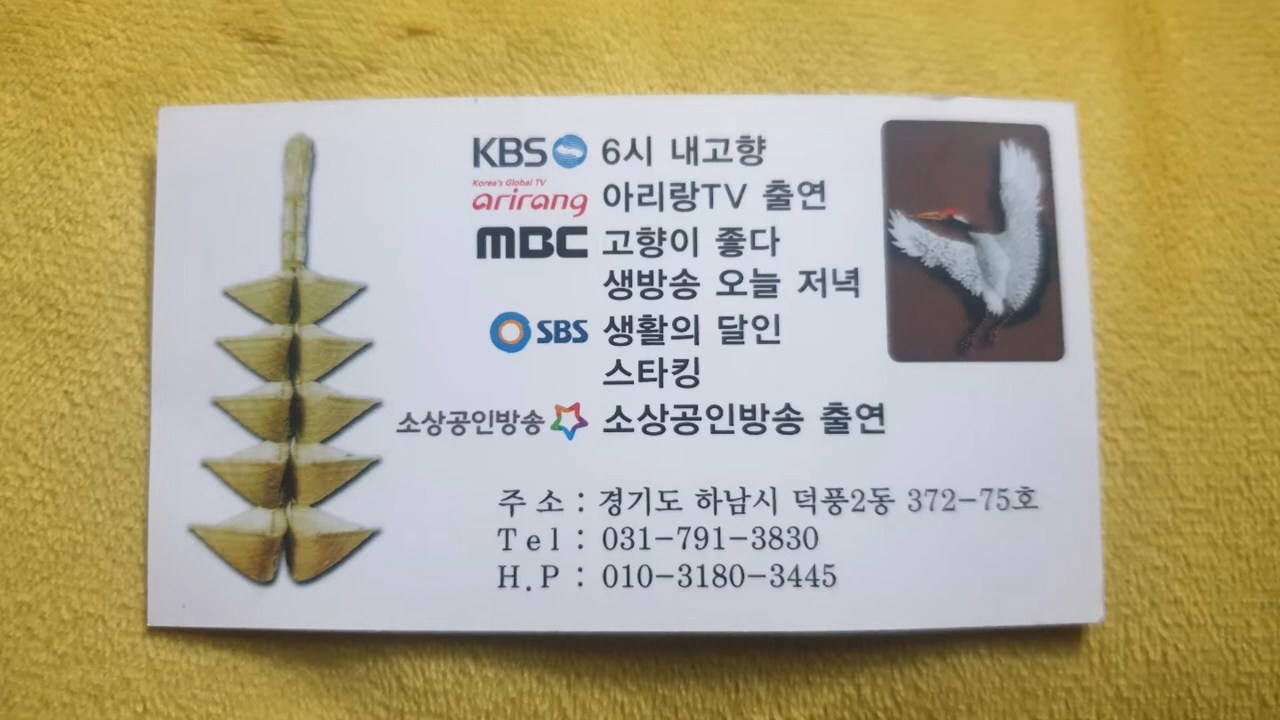 KBS 6시 내고향
Korea's Global TV
arirang 아리랑TV 출연
MBC 고향이 좋다
생방송 오늘 저녁
SBS 생활의 달인
스타킹
소상공인방송 소상공인방송 출연
주 소 : 경기도 하남시 덕풍2동 372-75호
Tel : 031-791-3830
H.P : 010-3180-3445